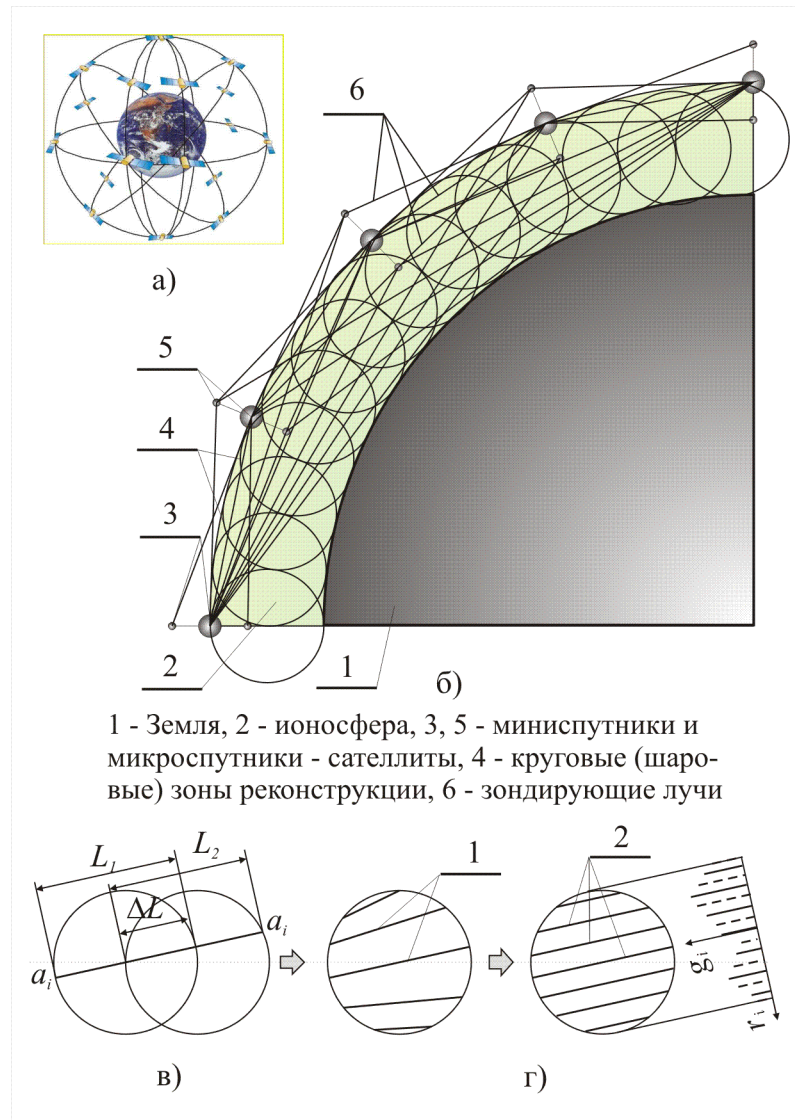 а)
6
5
4
3
2
1
б)
1 - Земля, 2 - ионосфера, 3, 5 - миниспутники и
микроспутники - сателлиты, 4 - круговые (шаро-
вые) зоны реконструкции, 6 - зондирующие лучи
L₁
L₂
ΔL
aᵢ
aᵢ
1
2
gᵢ
rᵢ
в)
г)